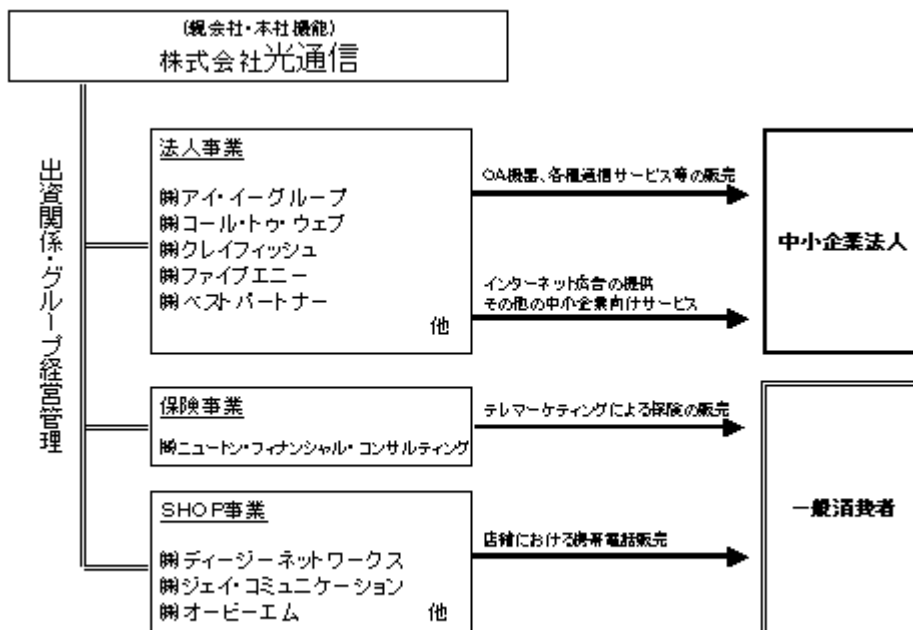 (親会社・本社機能)
株式会社光通信
出資関係・グループ経営管理
法人事業
㈱アイ・イーグループ
㈱コール・トゥ・ウェブ
㈱クレイフィッシュ
㈱ファイブエニー
㈱ベストパートナー
他
OA機器、各種通信サービス等の販売
インターネット広告の提供
その他の中小企業向けサービス
中小企業法人
保険事業
㈱ニュートン・フィナンシャル・コンサルティング
テレマーケティングによる保険の販売
SHOP事業
㈱ディージーネットワークス
㈱ジェイ・コミュニケーション
㈱オービーエム 他
店舗における携帯電話販売
一般消費者